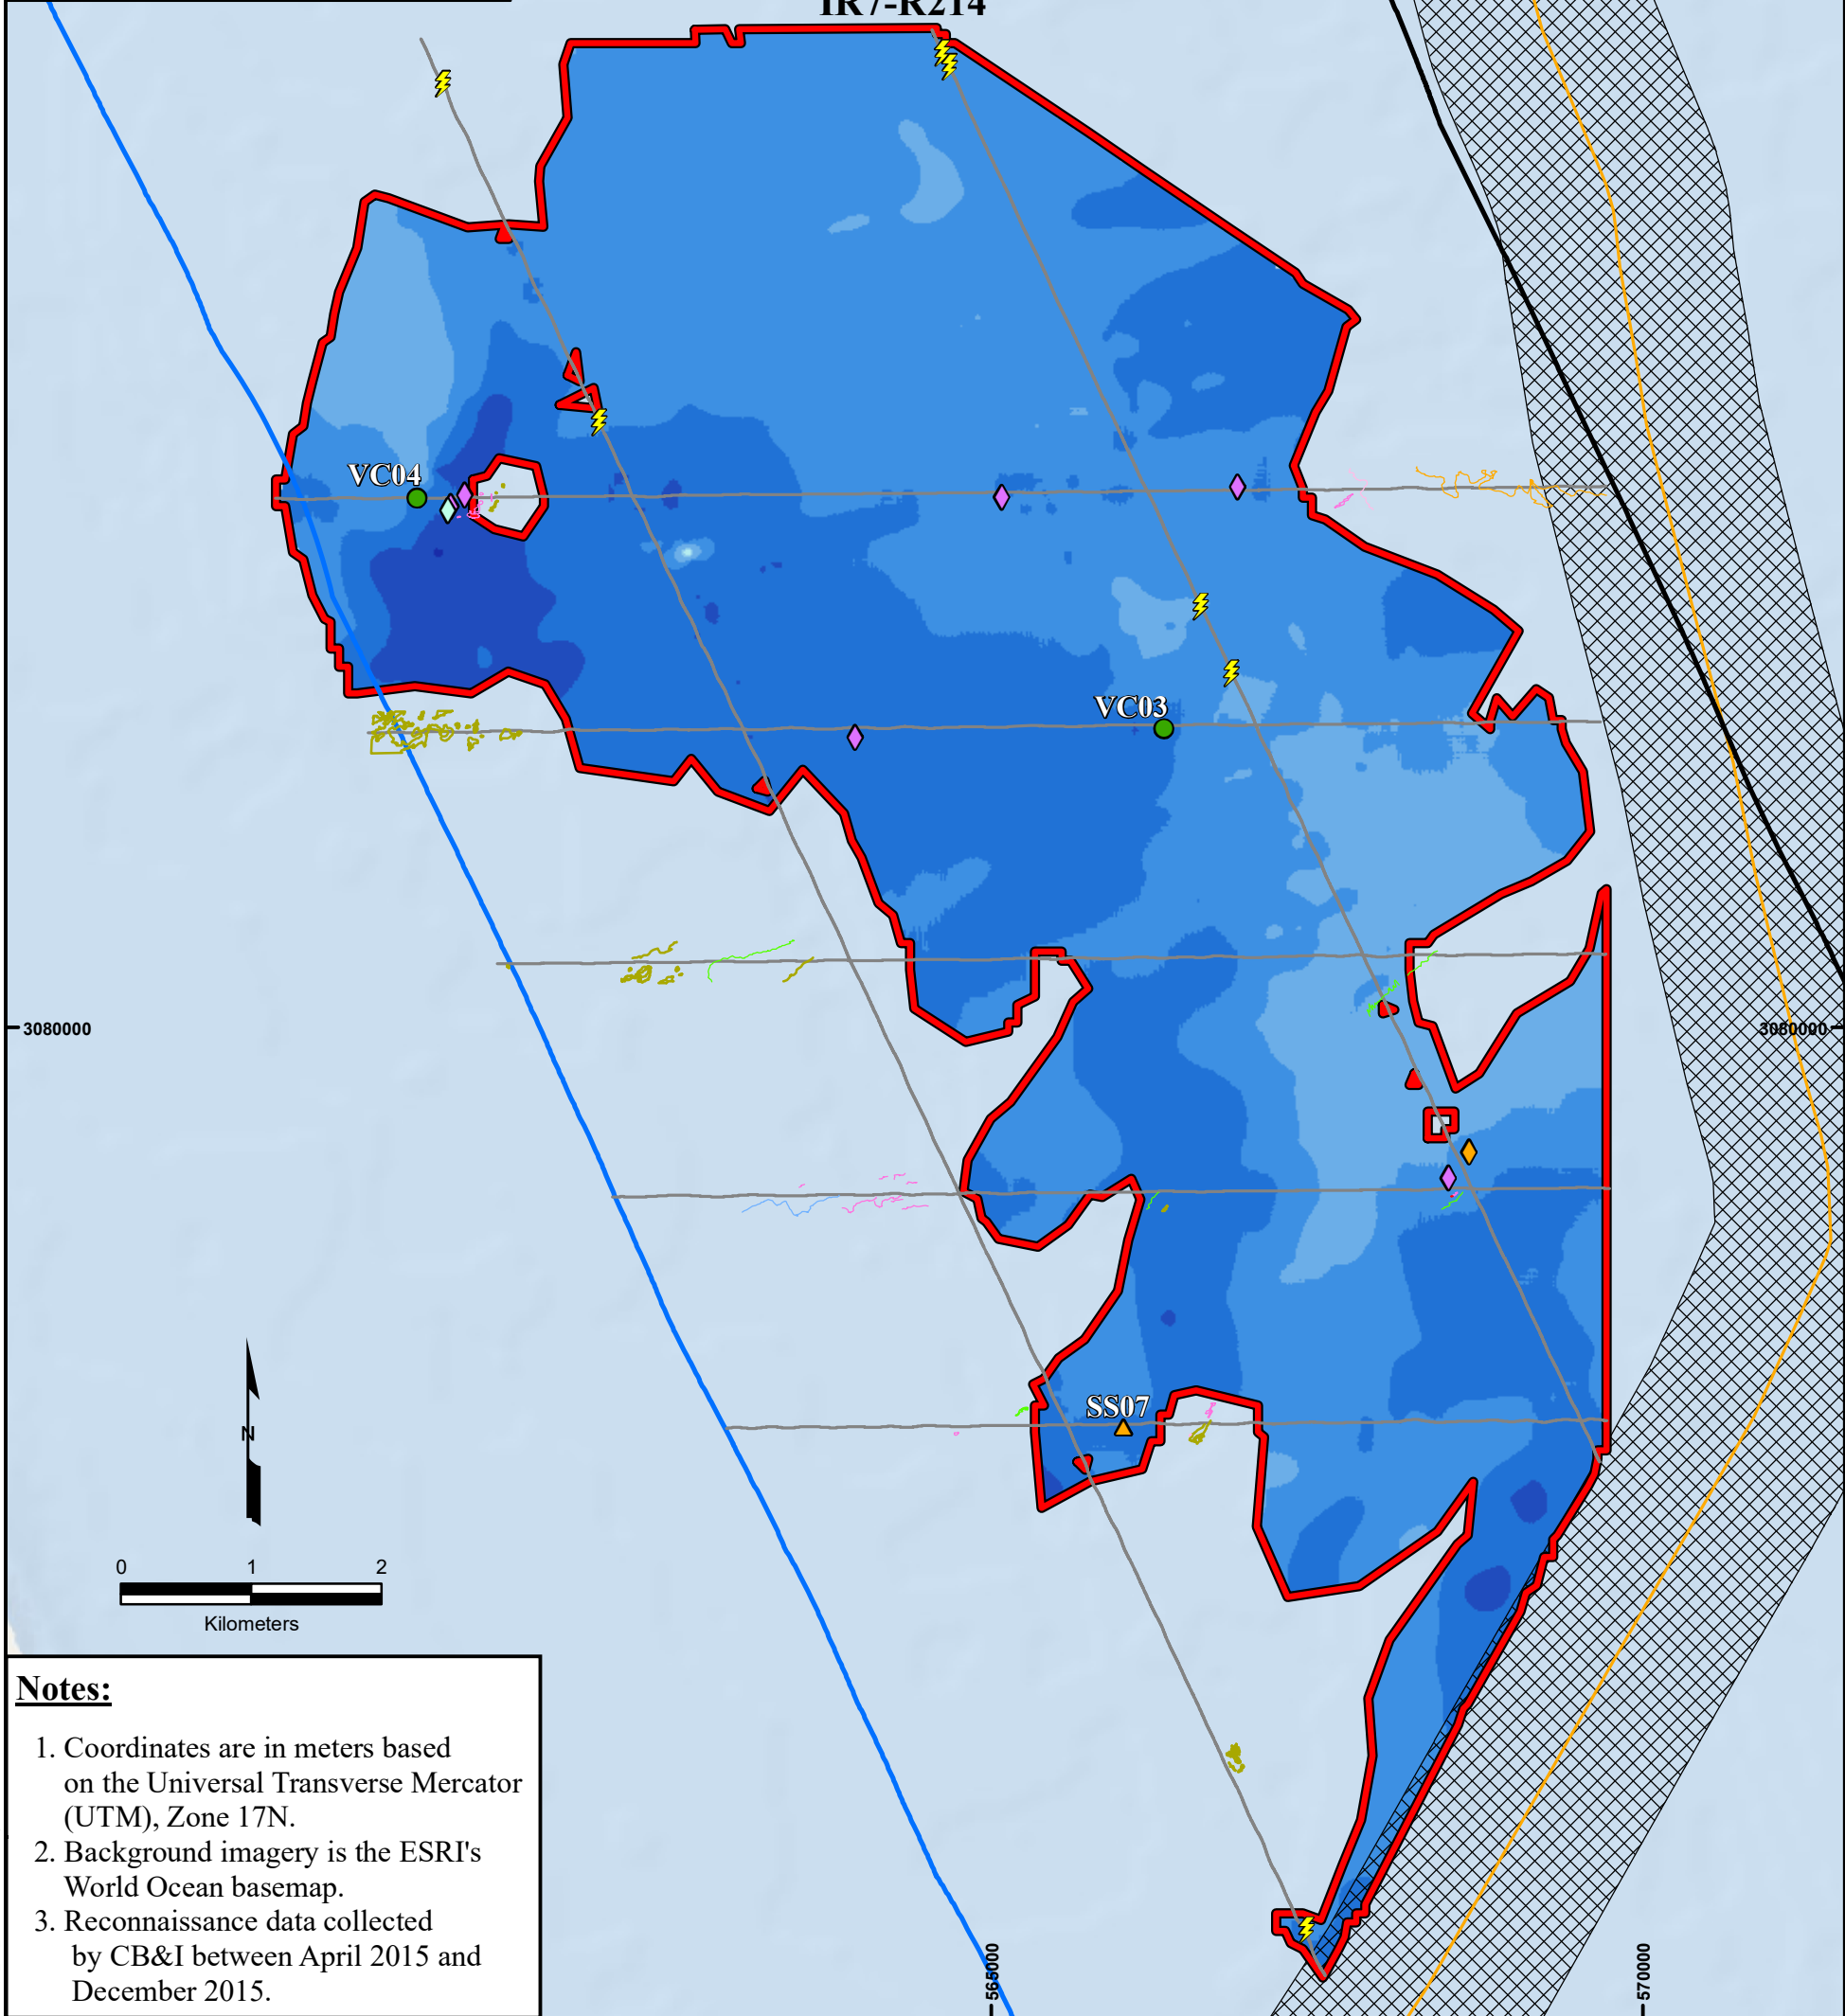 IR7-R214
VC04
VC03
3080000
3080000
SS07
N
0 1 2
Kilometers
Notes:
1. Coordinates are in meters based
on the Universal Transverse Mercator
(UTM), Zone 17N.
2. Background imagery is the ESRI's
World Ocean basemap.
3. Reconnaissance data collected
by CB&I between April 2015 and
December 2015.
565000
570000